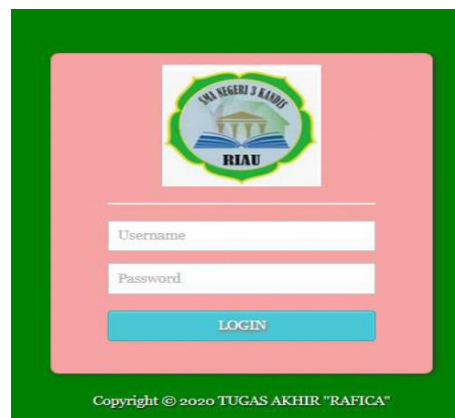 SMA NEGERI 3 KANDIS
RIAU
Username
Password
LOGIN
Copyright © 2020 TUGAS AKHIR "RAFICA"